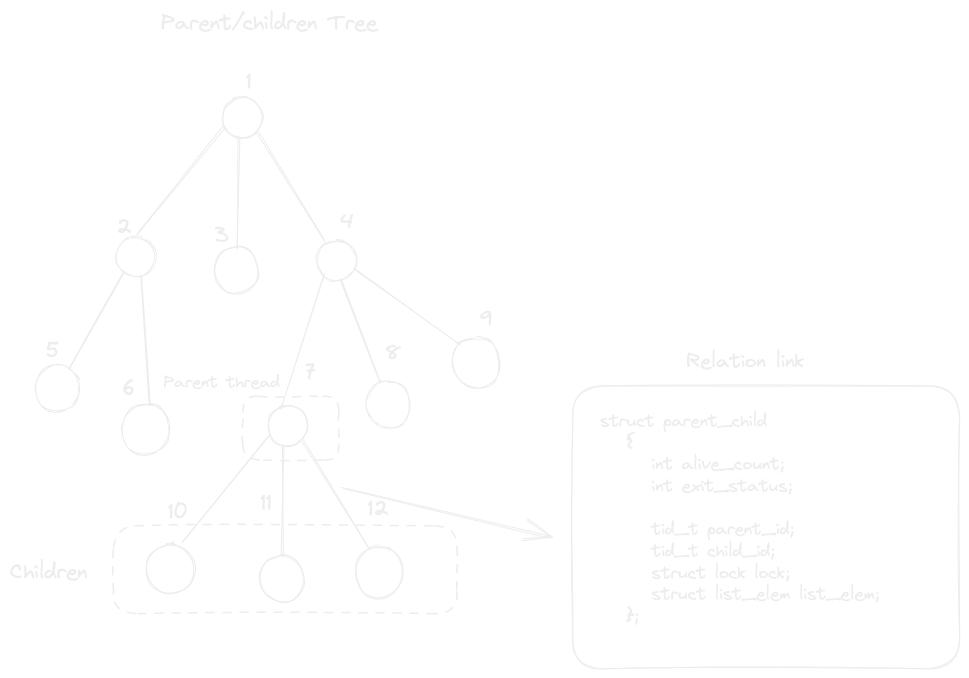 Parent/children Tree
1
2
3
4
5
6
Parent thread
7
8
9
10
11
12
Children
Relation link
struct parent_child
{
int alive_count;
int exit_status;
tid_t parent_id;
tid_t child_id;
struct lock lock;
struct list_elem list_elem;
};